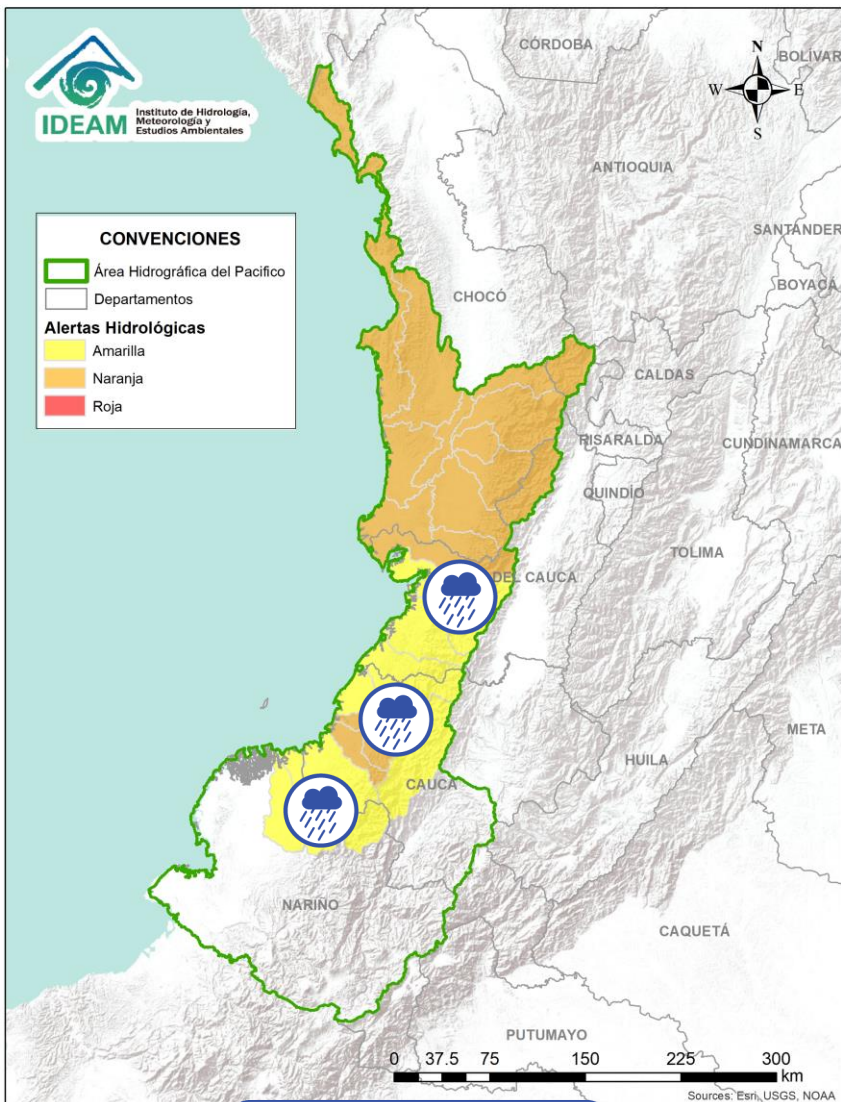 IDEAM
Instituto de Hidrología,
Meteorología y
Estudios Ambientales
CÓRDOBA
BOLÍVAR
N
W
E
S
ANTIOQUIA
SANTANDER
BOYACÁ
CONVENCIONES
Área Hidrográfica del Pacifico
Departamentos
Alertas Hidrológicas
Amarilla
Naranja
Roja
CHOCÓ
CALDAS
RISARALDA
CUNDINAMARCA
QUINDÍO
TOLIMA
DEL CAUCA
META
HUILA
CAUCA
NARIÑO
CAQUETÁ
PUTUMAYO
0 37.5 75 150 225 300
km
Sources: Esri, USGS, NOAA